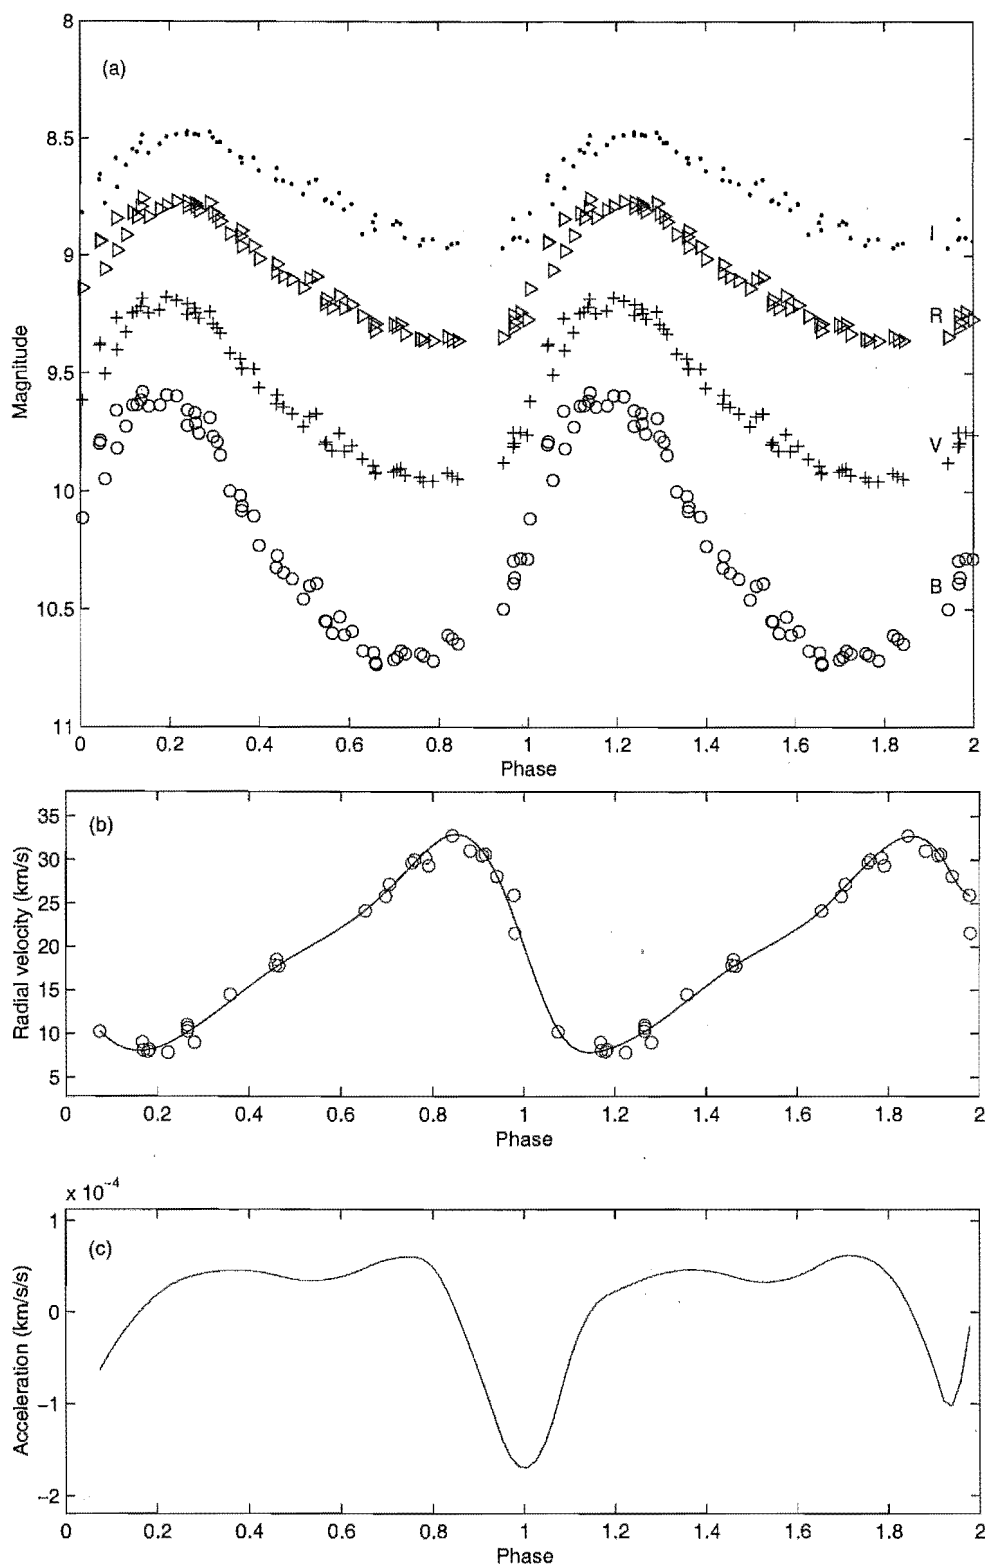 8
(a)
8.5
I
9
R
9.5
V
10
B
10.5
11
Magnitude
0 0.2 0.4 0.6 0.8 1 1.2 1.4 1.6 1.8 2
Phase
(b)
35
30
25
20
15
10
5
Radial velocity (km/s)
0 0.2 0.4 0.6 0.8 1 1.2 1.4 1.6 1.8 2
Phase
x 10⁻⁴
1
(c)
0
−1
−2
Acceleration (km/s/s)
0 0.2 0.4 0.6 0.8 1 1.2 1.4 1.6 1.8 2
Phase